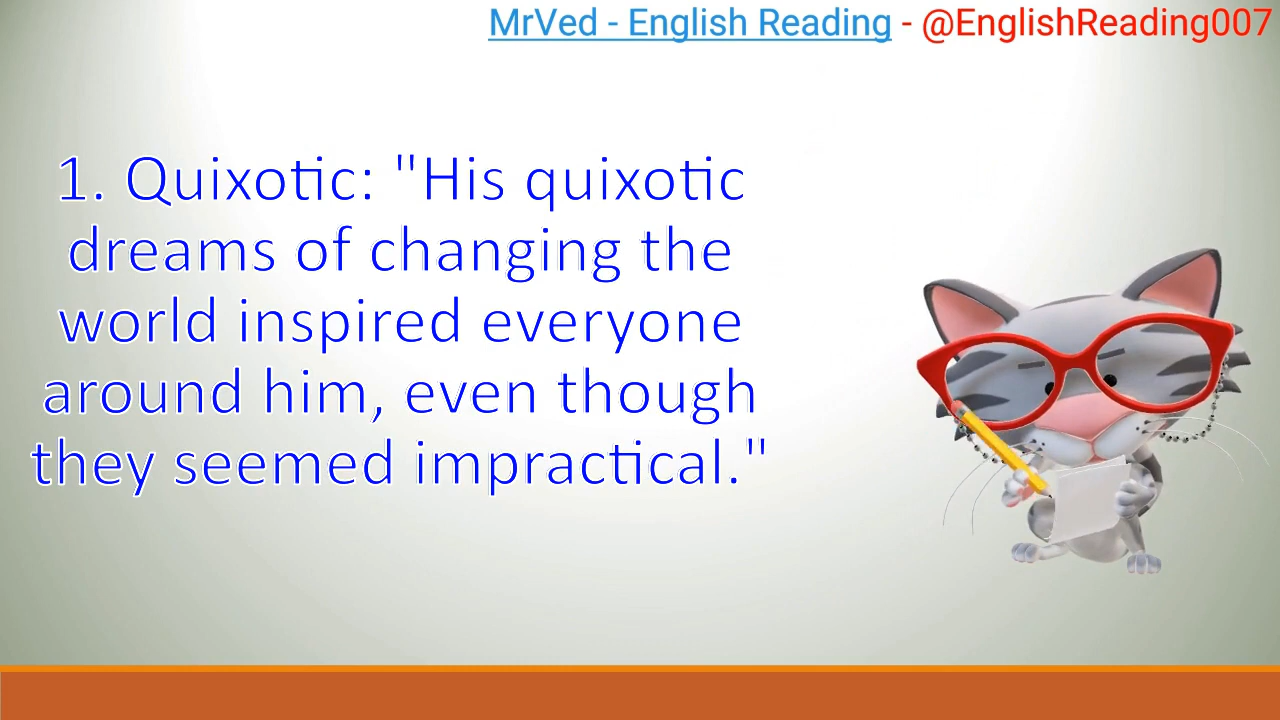 MrVed - English Reading - @EnglishReading007
1. Quixotic: "His quixotic
dreams of changing the
world inspired everyone
around him, even though
they seemed impractical."